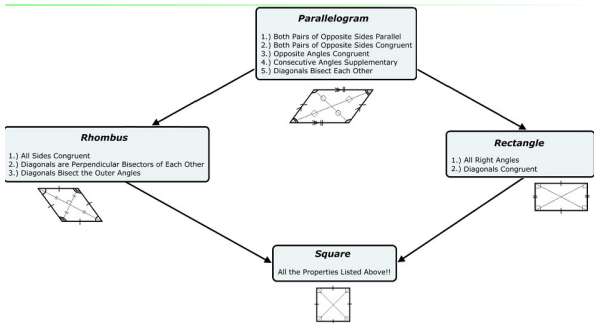 Parallelogram
1.) Both Pairs of Opposite Sides Parallel
2.) Both Pairs of Opposite Sides Congruent
3.) Opposite Angles Congruent
4.) Consecutive Angles Supplementary
5.) Diagonals Bisect Each Other
Rhombus
1.) All Sides Congruent
2.) Diagonals are Perpendicular Bisectors of Each Other
3.) Diagonals Bisect the Outer Angles
Rectangle
1.) All Right Angles
2.) Diagonals Congruent
Square
All the Properties Listed Above!!